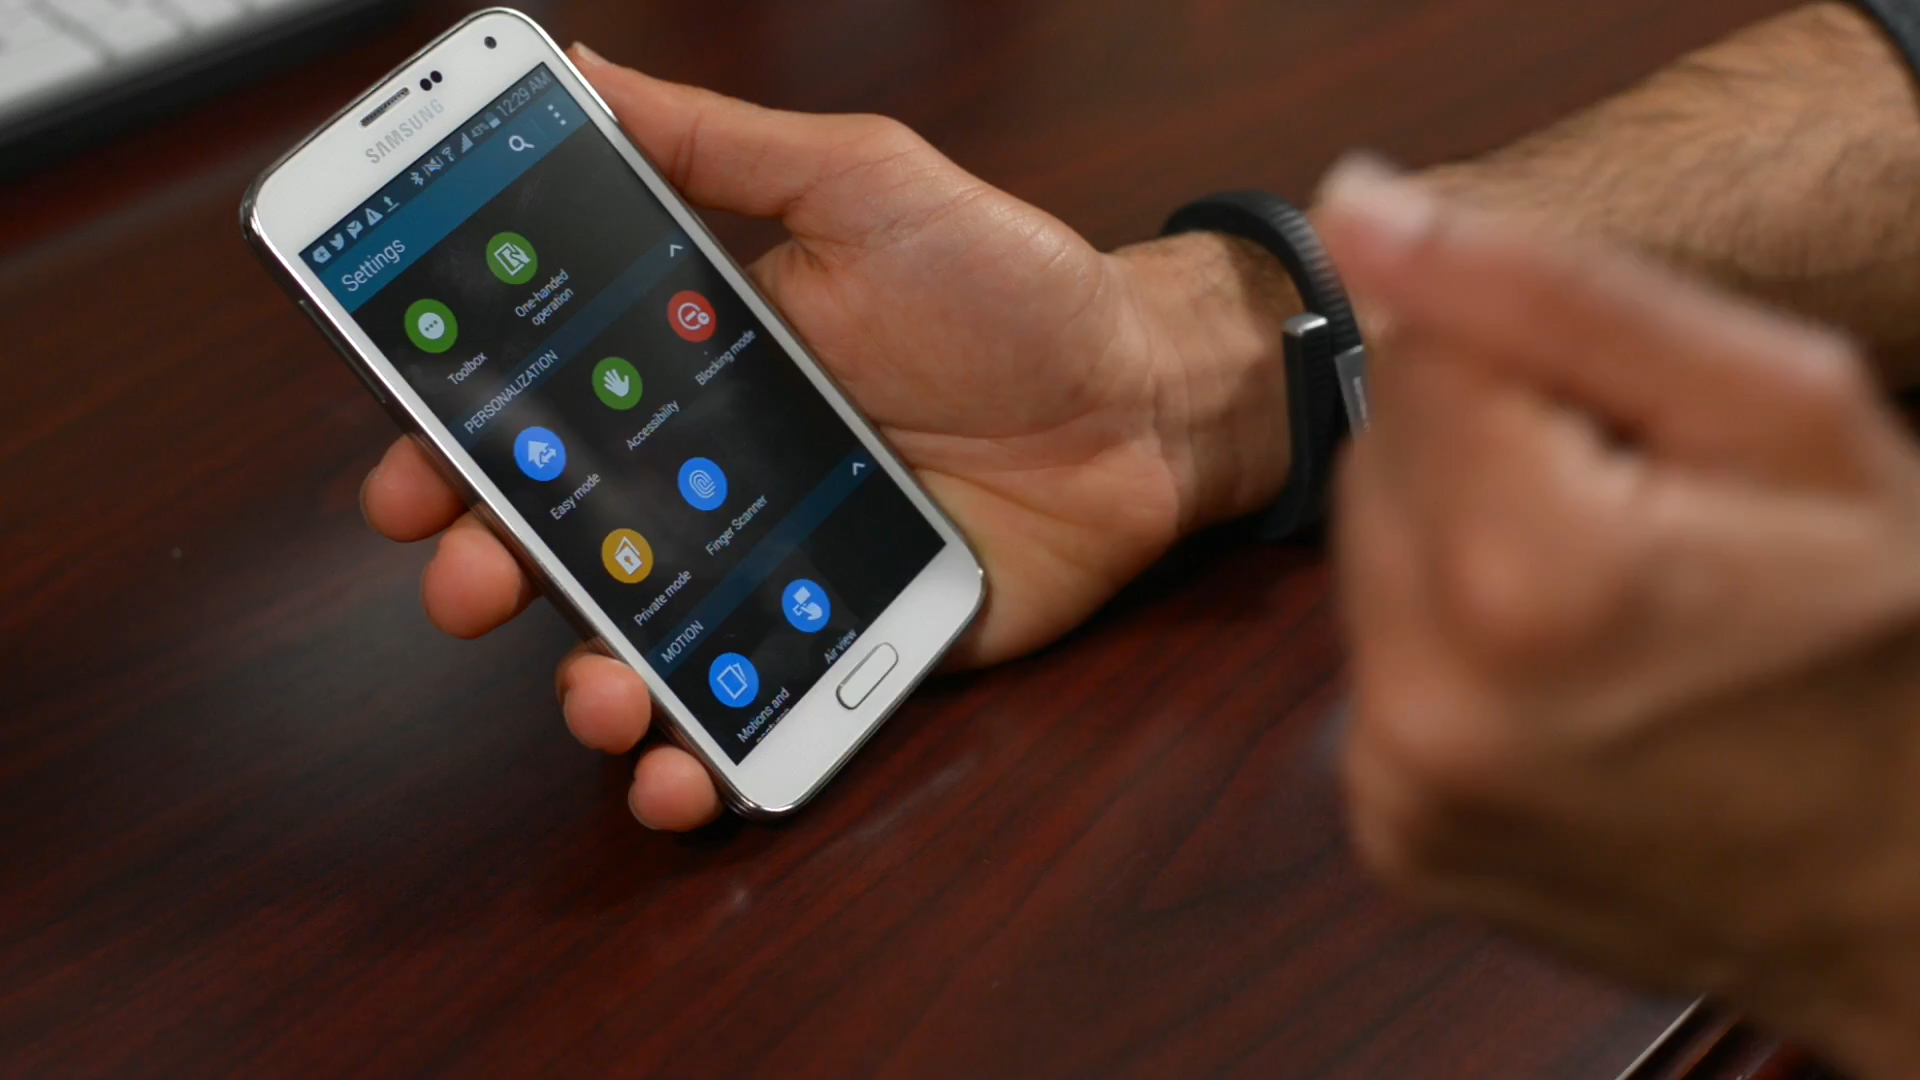 SAMSUNG
43% 12:29 AM
Settings
Toolbox
One-handed
operation
PERSONALIZATION
Easy mode
Accessibility
Blocking mode
Private mode
Finger Scanner
MOTION
Motions and
Air view